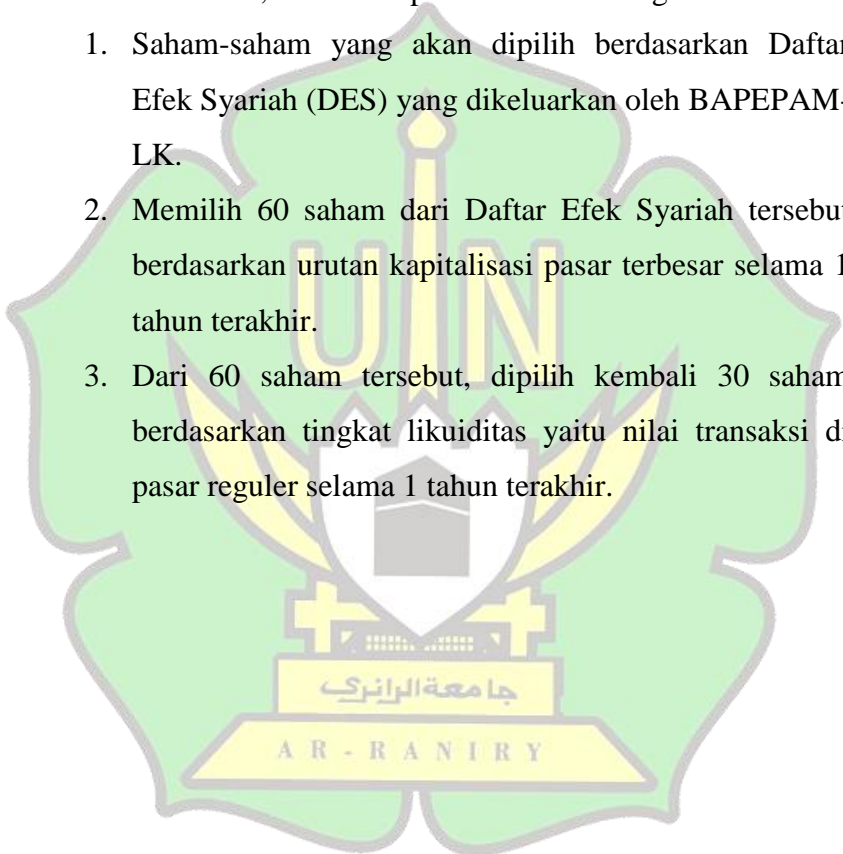 1. Saham-saham yang akan dipilih berdasarkan Daftar
Efek Syariah (DES) yang dikeluarkan oleh BAPEPAM-
LK.
2. Memilih 60 saham dari Daftar Efek Syariah tersebut
berdasarkan urutan kapitalisasi pasar terbesar selama 1
tahun terakhir.
3. Dari 60 saham tersebut, dipilih kembali 30 saham
berdasarkan tingkat likuiditas yaitu nilai transaksi di
pasar reguler selama 1 tahun terakhir.
UIN
جامعة الرانري
AR-RANIRY